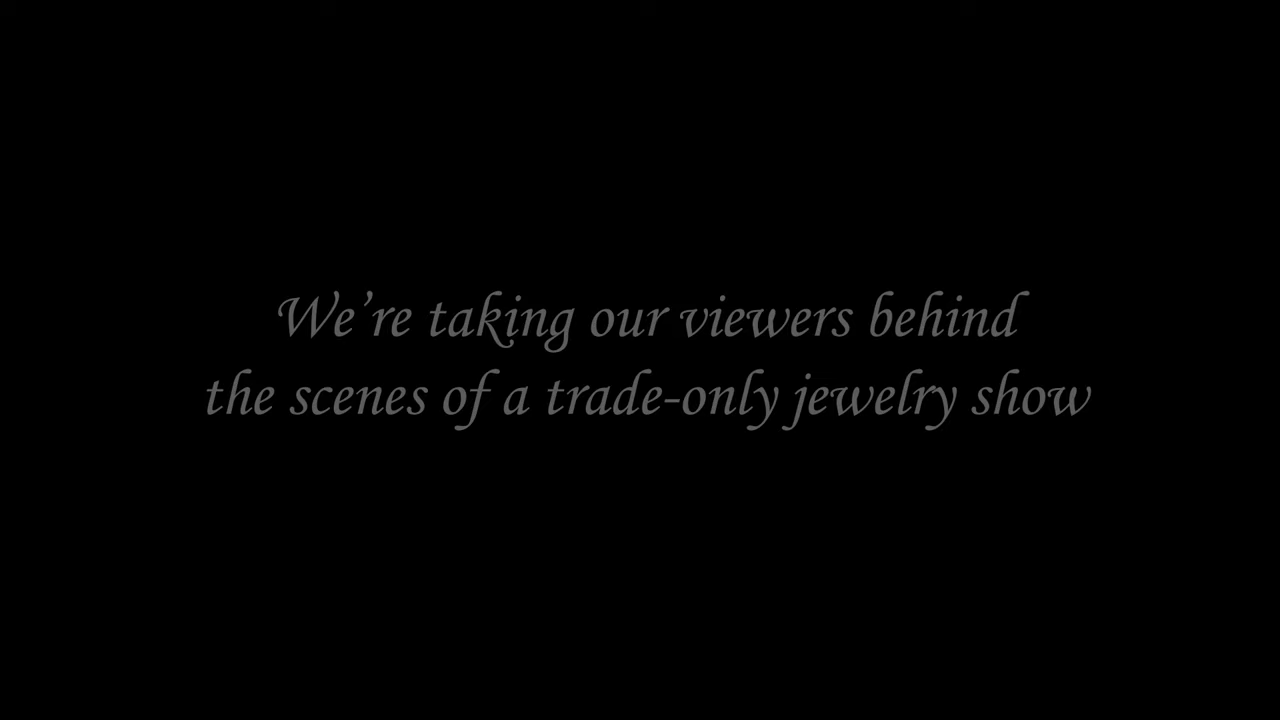 We’re taking our viewers behind
the scenes of a trade-only jewelry show